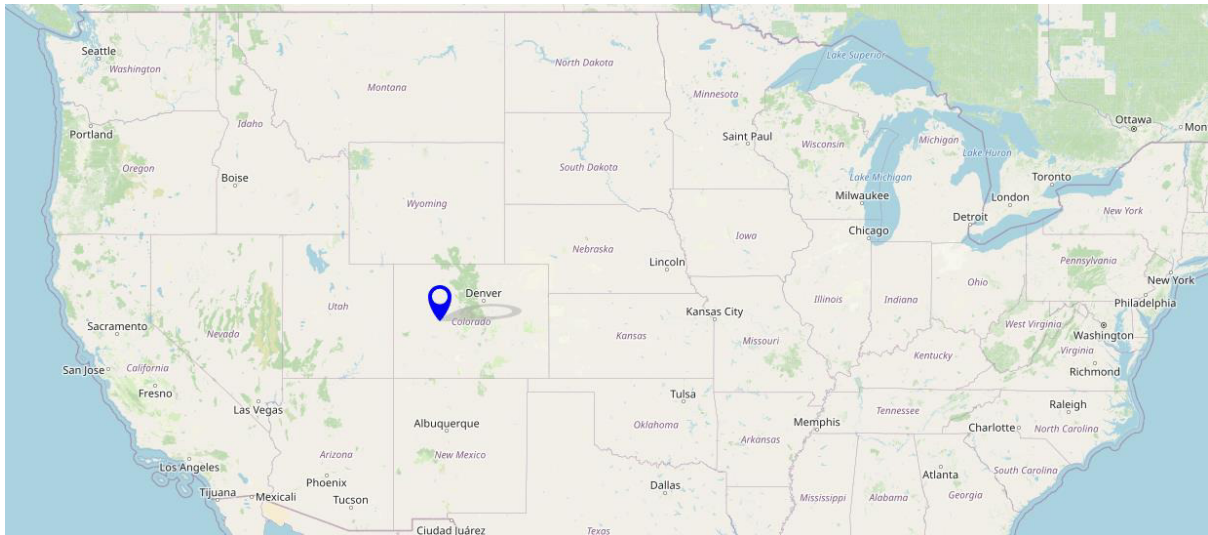 Seattle
Washington
Montana
North Dakota
Minnesota
Lake Superior
Portland
Oregon
Idaho
Boise
South Dakota
Saint Paul
Wisconsin
Michigan
Lake Huron
Ottawa
Mon
Toronto
London
Lake Michigan
Milwaukee
Detroit
Chicago
New York
Wyoming
Nebraska
Iowa
Lincoln
Pennsylvania
New York
Philadelphia
Ohio
Indiana
Illinois
Denver
Colorado
Utah
Nevada
Sacramento
San Jose
California
Fresno
Las Vegas
Kansas
Kansas City
Missouri
West Virginia
Washington
Virginia
Richmond
Kentucky
Tulsa
Raleigh
Tennessee
Memphis
Charlotte
North Carolina
Albuquerque
New Mexico
Oklahoma
Arkansas
Arizona
Los Angeles
Phoenix
Tucson
Tijuana
Mexicali
Dallas
Atlanta
South Carolina
Mississippi
Alabama
Georgia
Ciudad Juárez
Texas